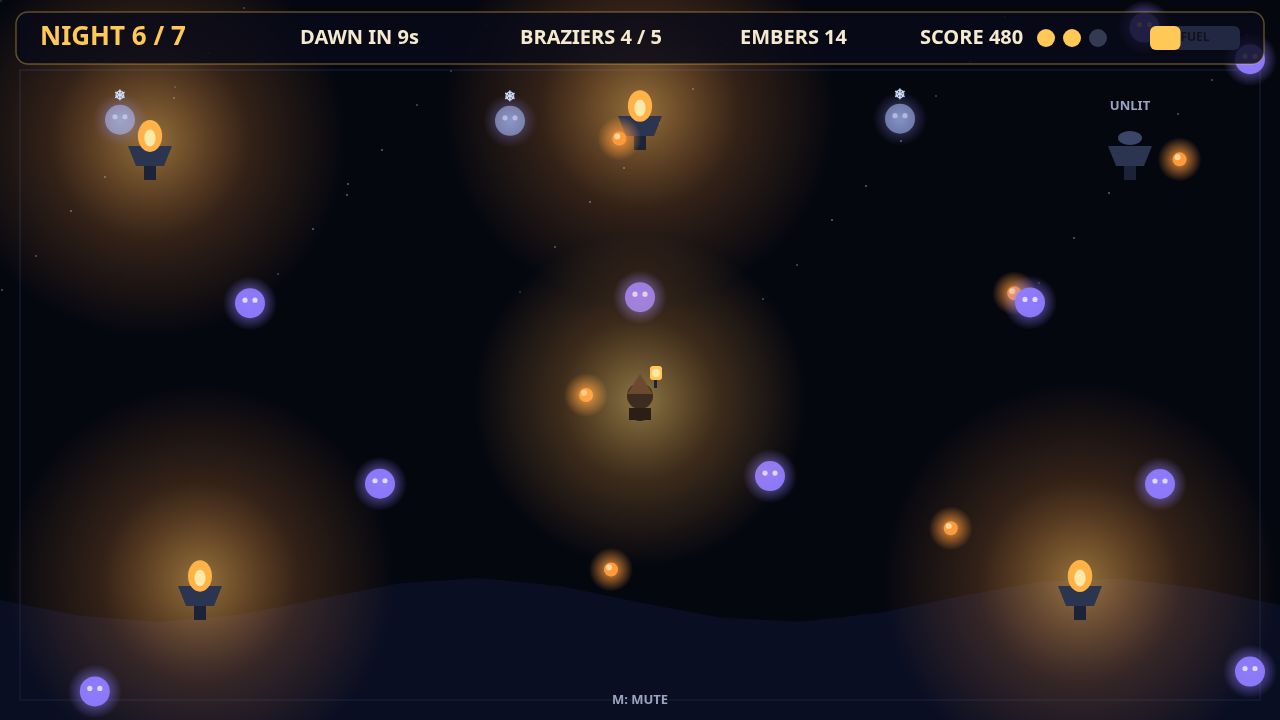 NIGHT 6 / 7
DAWN IN 9s
BRAZIERS 4 / 5
EMBERS 14
SCORE 480
FUEL
UNLIT
M: MUTE